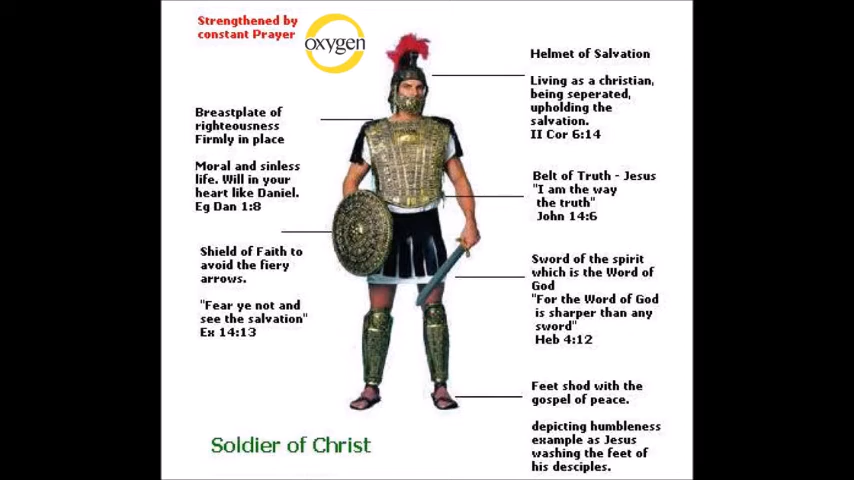 Strengthened by
constant Prayer
oxygen
Helmet of Salvation
Living as a christian,
being seperated,
upholding the
salvation.
II Cor 6:14
Breastplate of
righteousness
Firmly in place
Moral and sinless
life. Will in your
heart like Daniel.
Eg Dan 1:8
Belt of Truth - Jesus
"I am the way
the truth"
John 14:6
Shield of Faith to
avoid the fiery
arrows.
"Fear ye not and
see the salvation"
Ex 14:13
Sword of the spirit
which is the Word of
God
"For the Word of God
is sharper than any
sword"
Heb 4:12
Feet shod with the
gospel of peace.
depicting humbleness
example as Jesus
washing the feet of
his desciples.
Soldier of Christ